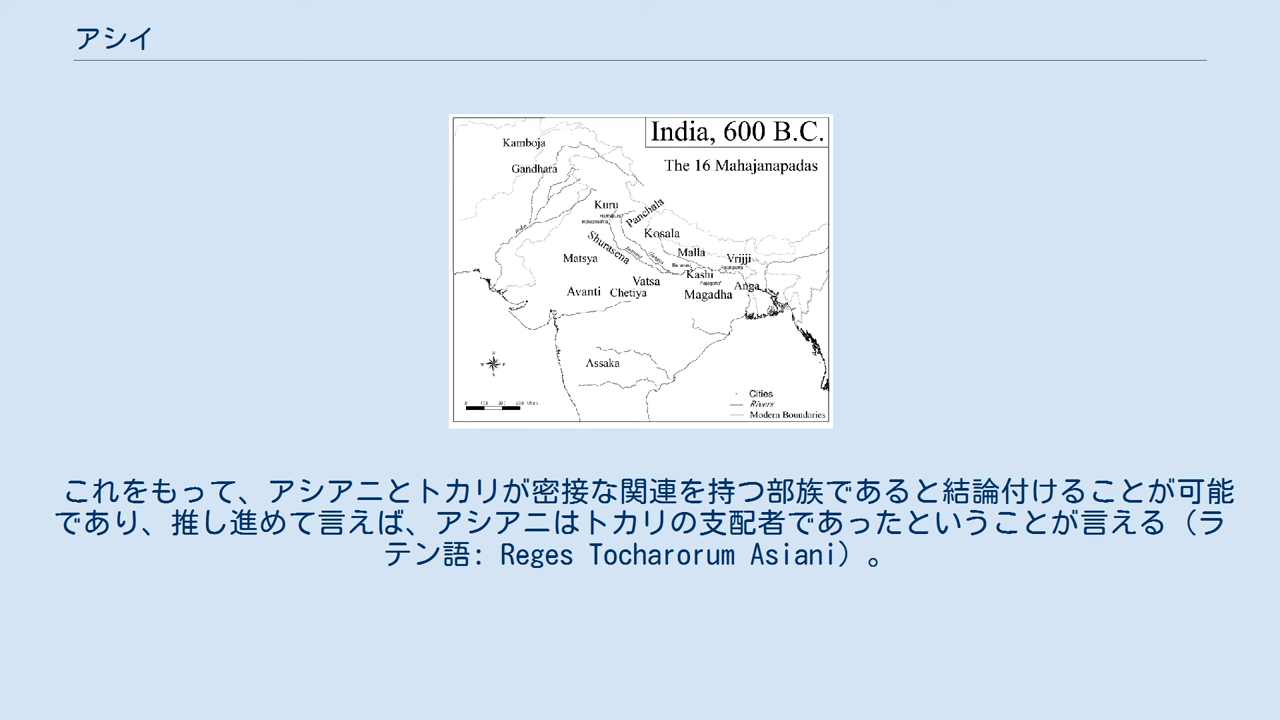 アシイ
India, 600 B.C.
The 16 Mahajanapadas
Kamboja
Gandhara
Kuru
Panchala
Kosala
Shurasena
Matsya
Malla
Vrijji
Kashi
Vatsa
Anga
Avanti
Chetiya
Magadha
Assaka
Cities
Rivers
Modern Boundaries
これをもって、アシアニとトカリが密接な関連を持つ部族であると結論付けることが可能
であり、推し進めて言えば、アシアニはトカリの支配者であったということが言える（ラ
テン語: Reges Tocharorum Asiani）。